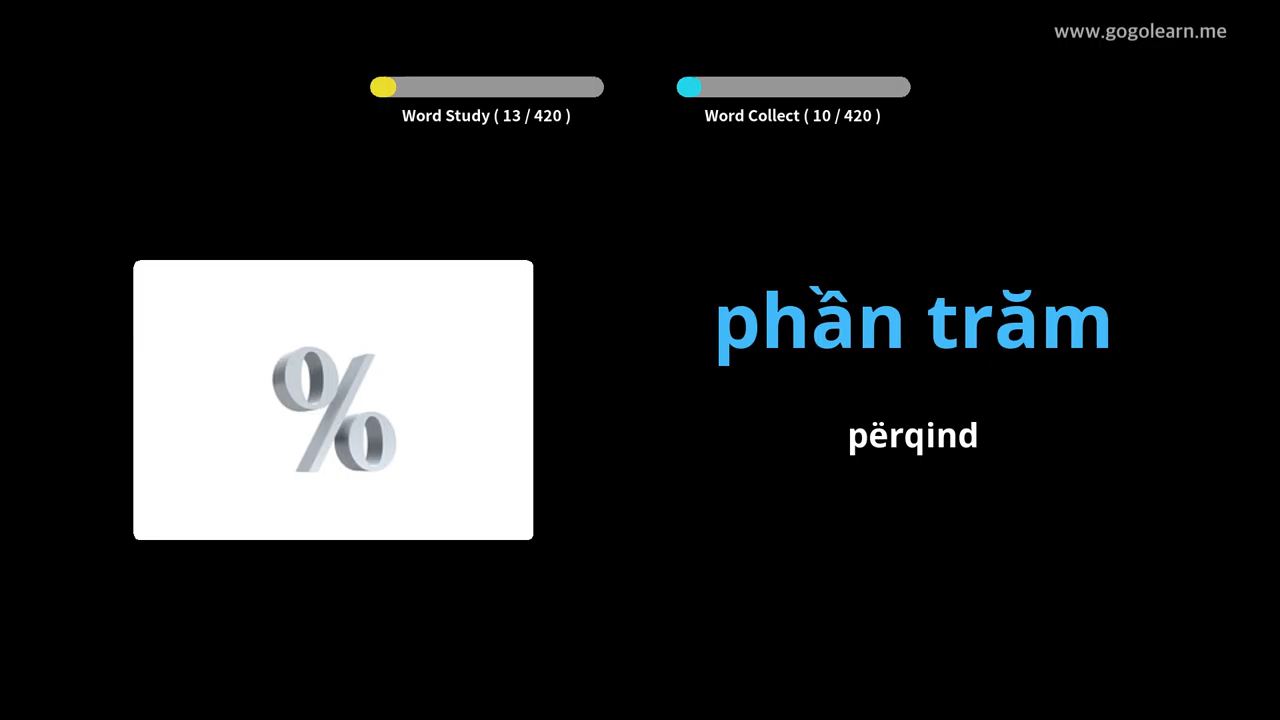 www.gogolearn.me
Word Study ( 13 / 420 )
Word Collect ( 10 / 420 )
%
phần trăm
përqind